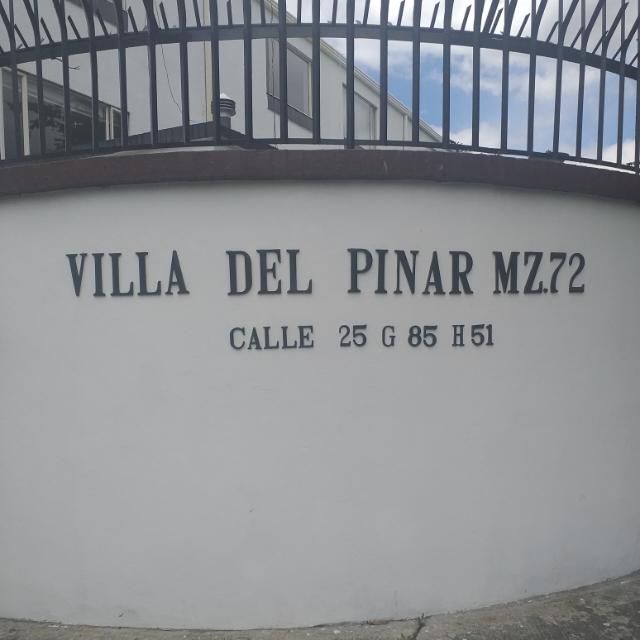 VILLA DEL PINAR MZ.72
CALLE 25 G 85 H 51